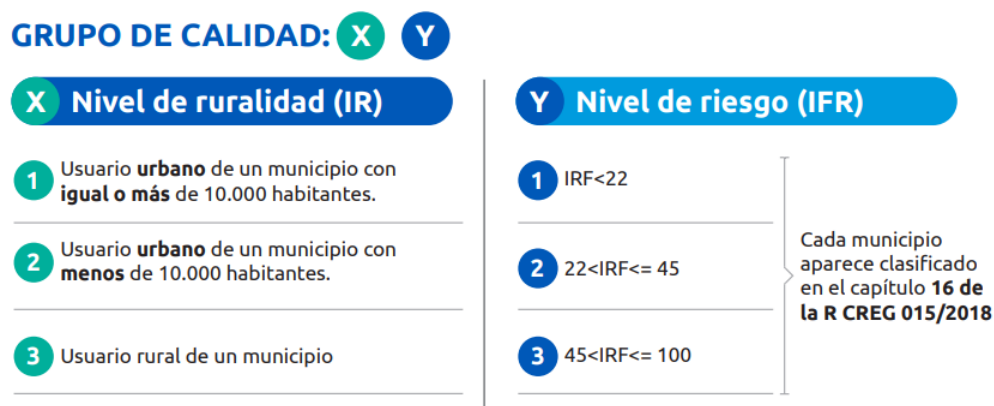 GRUPO DE CALIDAD: X Y
X Nivel de ruralidad (IR)
1 Usuario urbano de un municipio con
igual o más de 10.000 habitantes.
2 Usuario urbano de un municipio con
menos de 10.000 habitantes.
3 Usuario rural de un municipio
Y Nivel de riesgo (IFR)
1 IRF<22
2 22<IRF<= 45
3 45<IRF<= 100
Cada municipio
aparece clasificado
en el capítulo 16 de
la R CREG 015/2018